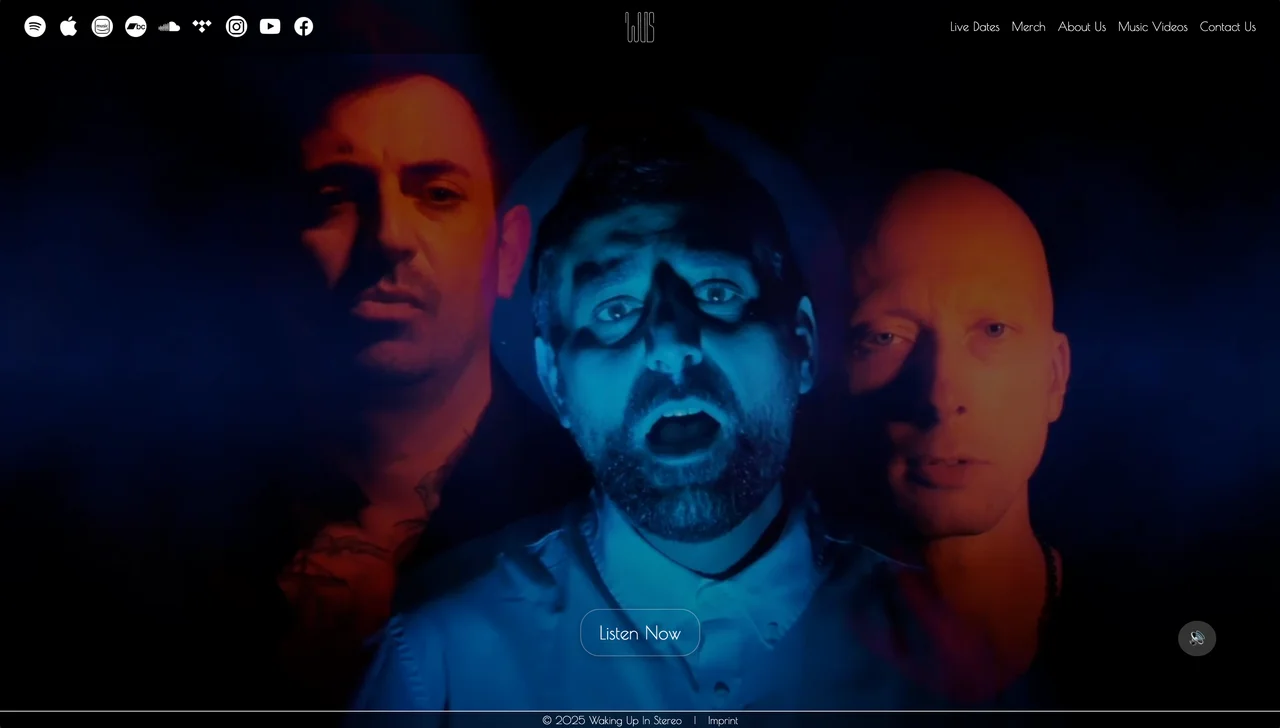 WUIS
Live Dates Merch About Us Music Videos Contact Us
Listen Now
© 2025 Waking Up In Stereo | Imprint